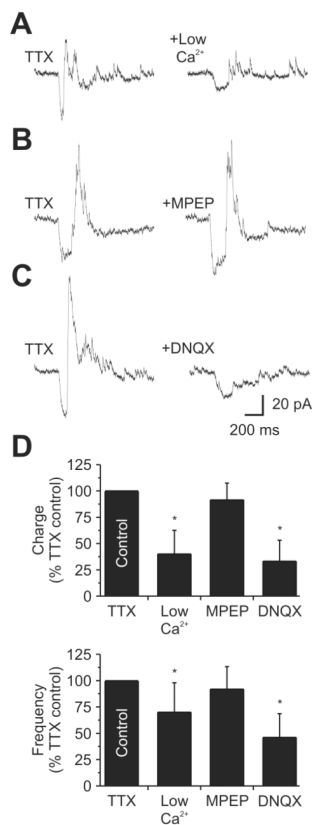 A
TTX
+Low
Ca²⁺
B
TTX
+MPEP
C
TTX
+DNQX
20 pA
200 ms
D
Charge
(% TTX control)
125
100
75
50
25
0
Control
*
*
TTX
Low
Ca²⁺
MPEP
DNQX
Frequency
(% TTX control)
125
100
75
50
25
0
Control
*
*
TTX
Low
Ca²⁺
MPEP
DNQX